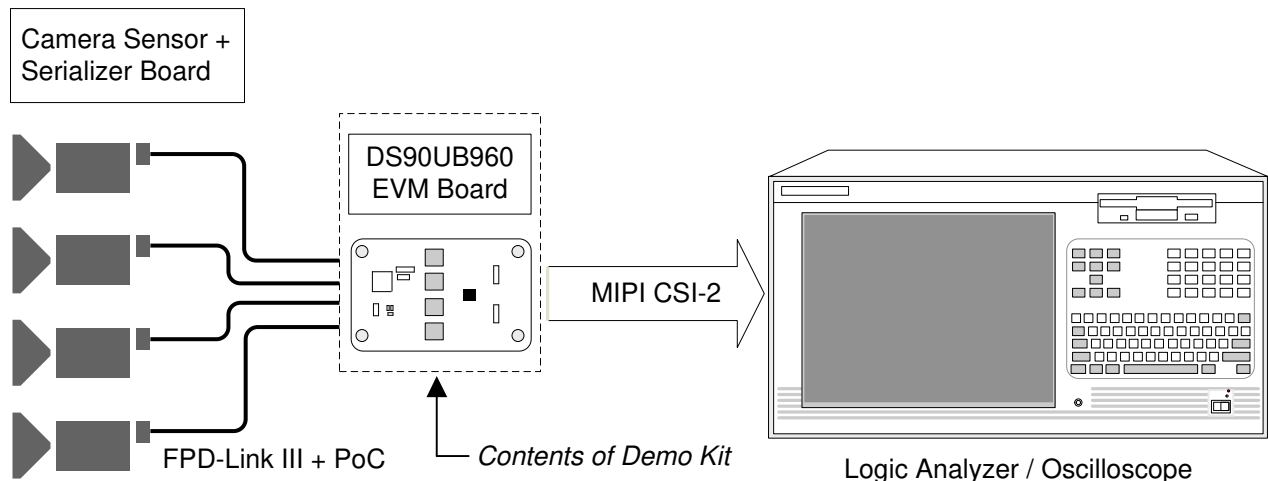 Camera Sensor +
Serializer Board
DS90UB960
EVM Board
MIPI CSI-2
FPD-Link III + PoC
Contents of Demo Kit
Logic Analyzer / Oscilloscope